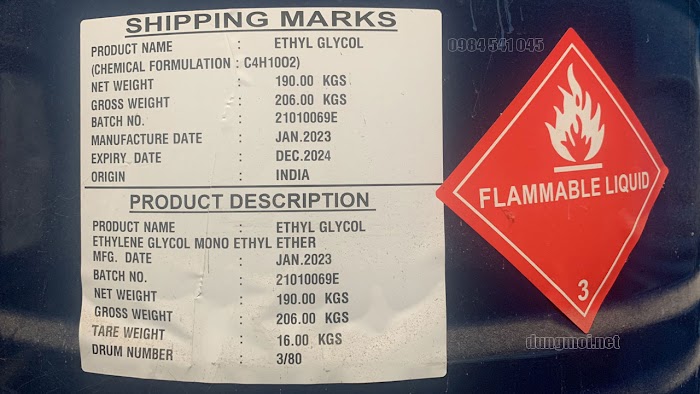 SHIPPING MARKS
PRODUCT NAME : ETHYL GLYCOL
(CHEMICAL FORMULATION : C4H10O2)
NET WEIGHT : 190.00 KGS
GROSS WEIGHT : 206.00 KGS
BATCH NO. : 21010069E
MANUFACTURE DATE : JAN.2023
EXPIRY DATE : DEC.2024
ORIGIN : INDIA
PRODUCT DESCRIPTION
PRODUCT NAME : ETHYL GLYCOL
ETHYLENE GLYCOL MONO ETHYL ETHER
MFG. DATE : JAN.2023
BATCH NO. : 21010069E
NET WEIGHT : 190.00 KGS
GROSS WEIGHT : 206.00 KGS
TARE WEIGHT : 16.00 KGS
DRUM NUMBER : 3/80
0984 541 045
FLAMMABLE LIQUID
3
dungmoi.net